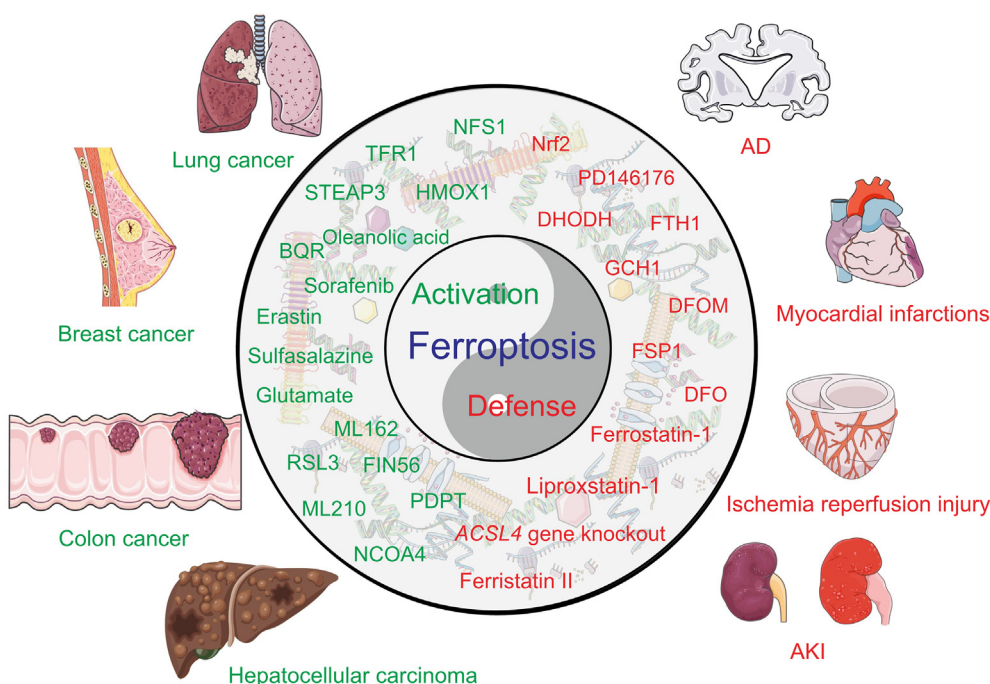 Lung cancer
Breast cancer
Colon cancer
Hepatocellular carcinoma
NFS1
TFR1
STEAP3
HMOX1
Oleanolic acid
BQR
Sorafenib
Erastin
Sulfasalazine
Glutamate
ML162
RSL3
FIN56
ML210
PDPT
NCOA4
Activation
Ferroptosis
Defense
Nrf2
PD146176
DHODH
FTH1
GCH1
DFOM
FSP1
DFO
Ferrostatin-1
Liproxstatin-1
ACSL4 gene knockout
Ferristatin II
AD
Myocardial infarctions
Ischemia reperfusion injury
AKI